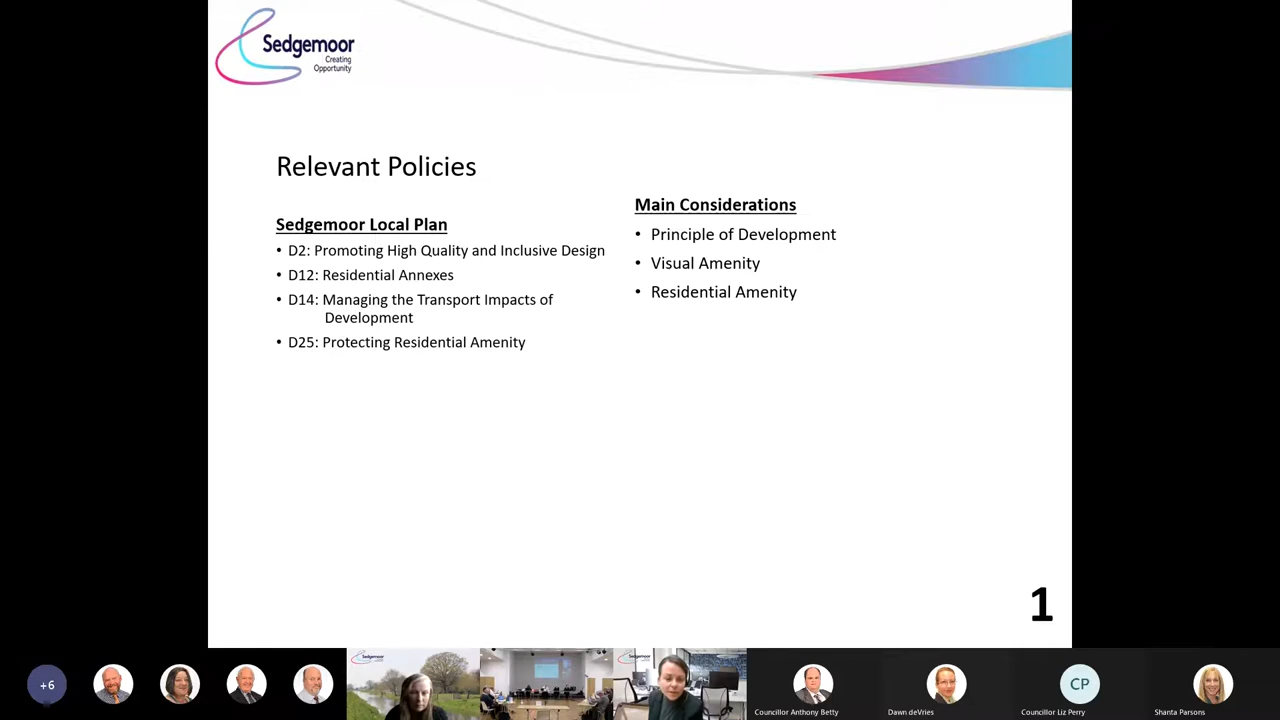 Sedgemoor
Creating
Opportunity
Relevant Policies
Sedgemoor Local Plan
• D2: Promoting High Quality and Inclusive Design
• D12: Residential Annexes
• D14: Managing the Transport Impacts of
Development
• D25: Protecting Residential Amenity
Main Considerations
• Principle of Development
• Visual Amenity
• Residential Amenity
1
+6
Sedgemoor
Sedgemoor
CP
Councillor Anthony Betty
Dawn deVries
Councillor Liz Perry
Shanta Parsons